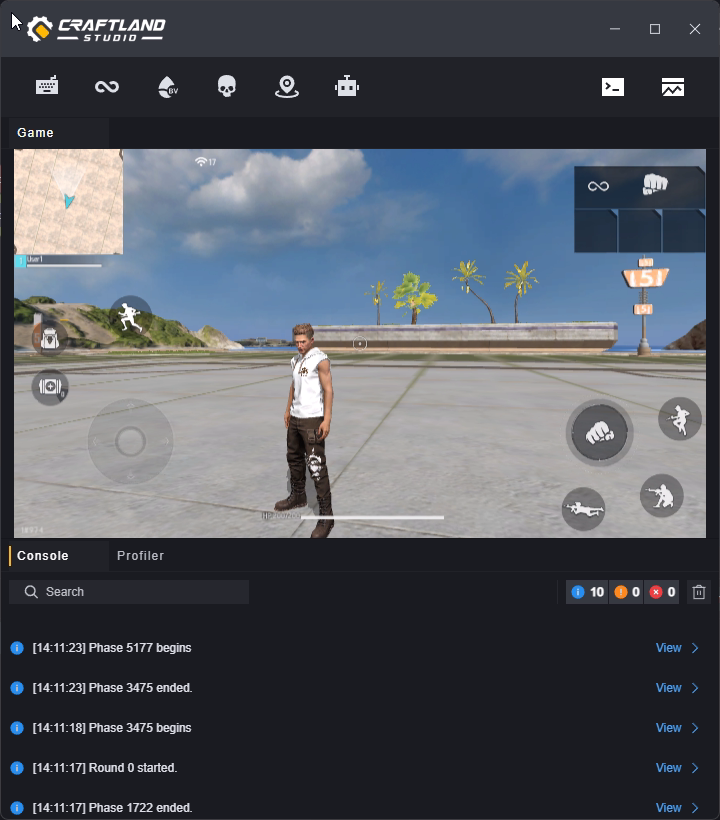 CRAFTLAND
STUDIO
BV
Game
17
User1
151
151
Console
Profiler
Search
10
0
0
[14:11:23] Phase 5177 begins
View
[14:11:23] Phase 3475 ended.
View
[14:11:18] Phase 3475 begins
View
[14:11:17] Round 0 started.
View
[14:11:17] Phase 1722 ended.
View